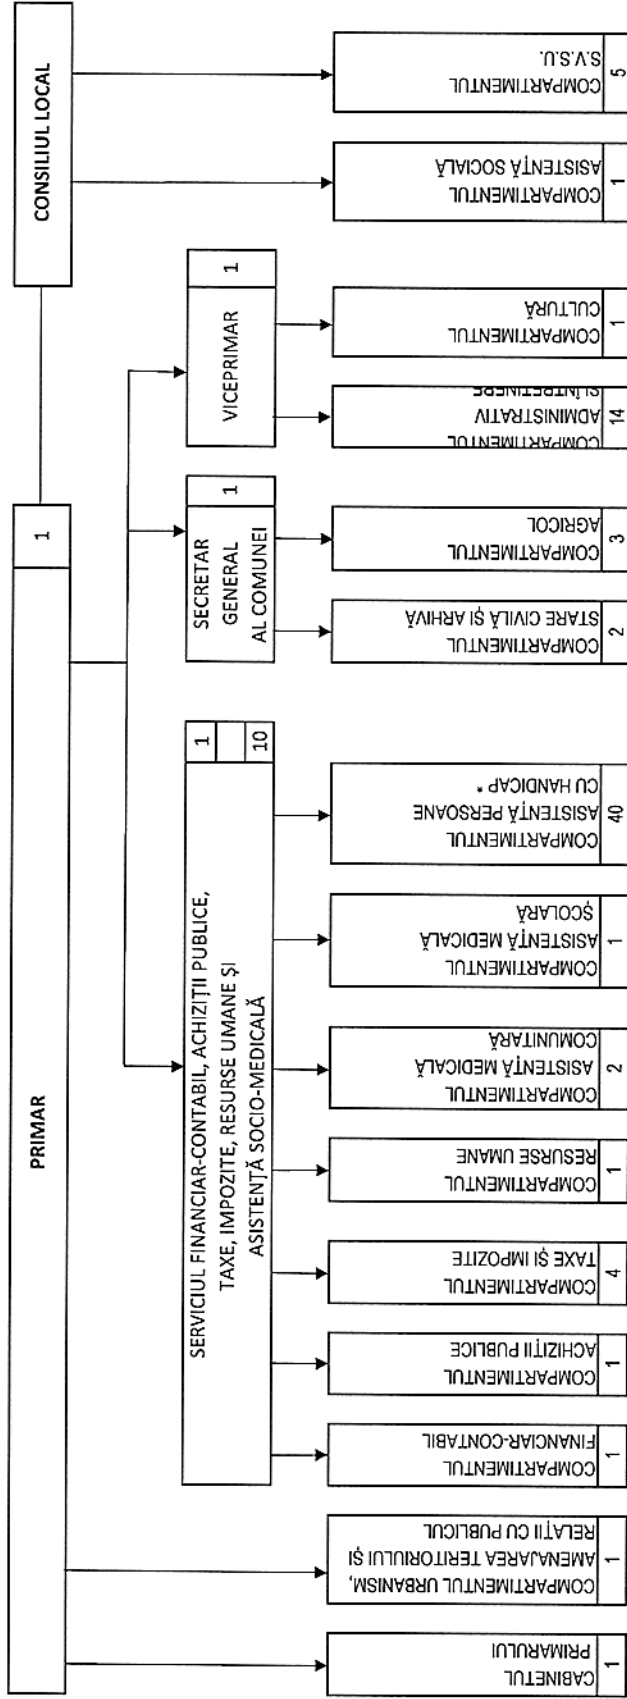 PRIMAR
1
CONSILIUL LOCAL
SERVICIUL FINANCIAR-CONTABIL, ACHIZIȚII PUBLICE,
TAXE, IMPOZITE, RESURSE UMANE ȘI
ASISTENȚĂ SOCIO-MEDICALĂ
1
10
SECRETAR
GENERAL
AL COMUNEI
1
VICEPRIMAR
1
CABINETUL
PRIMARULUI
1
COMPARTIMENTUL URBANISM,
AMENAJAREA TERITORIULUI ȘI
RELAȚII CU PUBLICUL
1
COMPARTIMENTUL
FINANCIAR-CONTABIL
1
COMPARTIMENTUL
ACHIZIȚII PUBLICE
1
COMPARTIMENTUL
TAXE ȘI IMPOZITE
4
COMPARTIMENTUL
RESURSE UMANE
1
COMPARTIMENTUL
ASISTENȚĂ MEDICALĂ
COMUNITARĂ
2
COMPARTIMENTUL
ASISTENȚĂ MEDICALĂ
ȘCOLARĂ
1
COMPARTIMENTUL
ASISTENȚĂ PERSOANE
CU HANDICAP *
40
COMPARTIMENTUL
STARE CIVILĂ ȘI ARHIVĂ
2
COMPARTIMENTUL
AGRICOL
3
COMPARTIMENTUL
ADMINISTRATIV
ȘI ÎNTREȚINERE
14
COMPARTIMENTUL
CULTURĂ
1
COMPARTIMENTUL
ASISTENȚĂ SOCIALĂ
1
COMPARTIMENTUL
S.V.S.U.
5